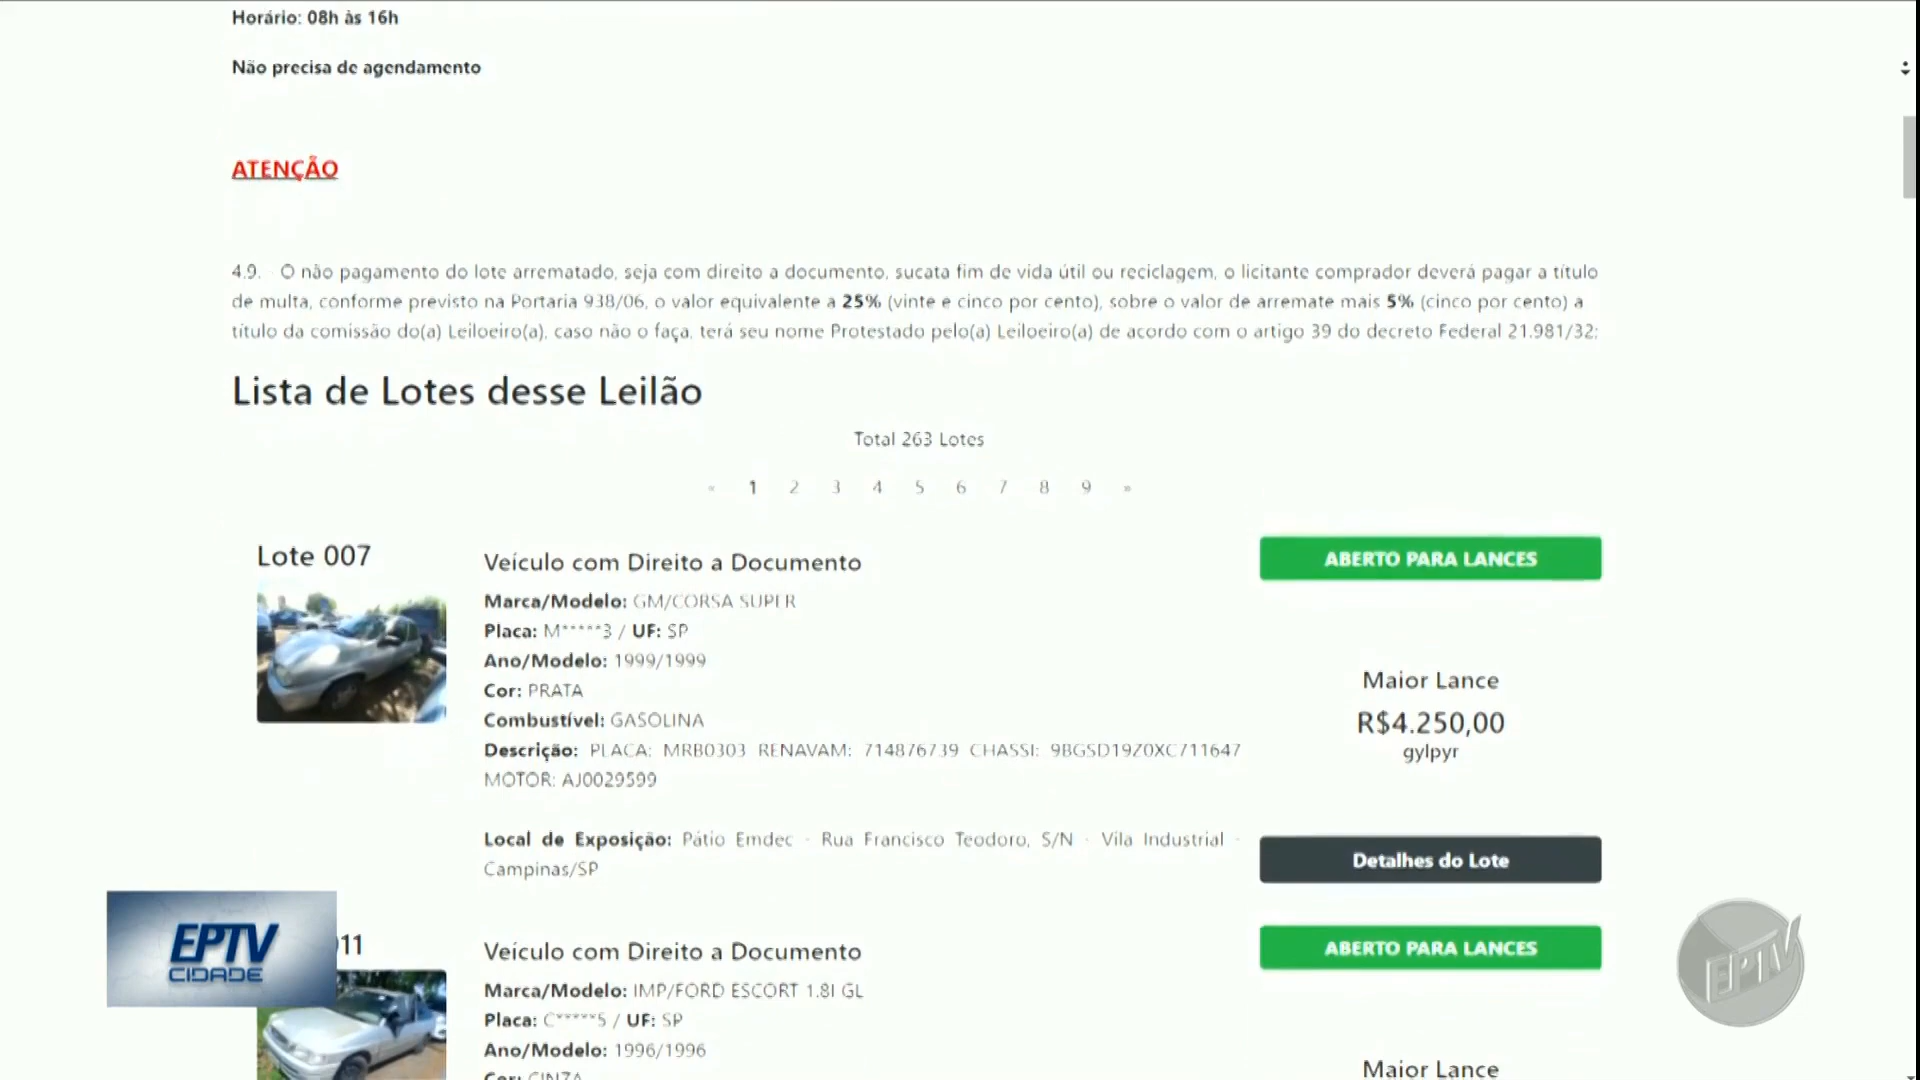 Horário: 08h às 16h
Não precisa de agendamento
ATENÇÃO
4.9. O não pagamento do lote arrematado, seja com direito a documento, sucata fim de vida útil ou reciclagem, o licitante comprador deverá pagar a título
de multa, conforme previsto na Portaria 938/06, o valor equivalente a 25% (vinte e cinco por cento), sobre o valor de arremate mais 5% (cinco por cento) a
título da comissão do(a) Leiloeiro(a), caso não o faça, terá seu nome Protestado pelo(a) Leiloeiro(a) de acordo com o artigo 39 do decreto Federal 21.981/32;
Lista de Lotes desse Leilão
Total 263 Lotes
« 1 2 3 4 5 6 7 8 9 »
Lote 007
Veículo com Direito a Documento
Marca/Modelo: GM/CORSA SUPER
Placa: M*****3 / UF: SP
Ano/Modelo: 1999/1999
Cor: PRATA
Combustível: GASOLINA
Descrição: PLACA: MRB0303 RENAVAM: 714876739 CHASSI: 9BGSD19Z0XC711647
MOTOR: AJ0029599
Local de Exposição: Pátio Emdec - Rua Francisco Teodoro, S/N - Vila Industrial -
Campinas/SP
ABERTO PARA LANCES
Maior Lance
R$4.250,00
gylpyr
Detalhes do Lote
EPTV
CIDADE
11
Veículo com Direito a Documento
Marca/Modelo: IMP/FORD ESCORT 1.8I GL
Placa: C*****5 / UF: SP
Ano/Modelo: 1996/1996
Cor: CINZA
ABERTO PARA LANCES
Maior Lance
EPTV